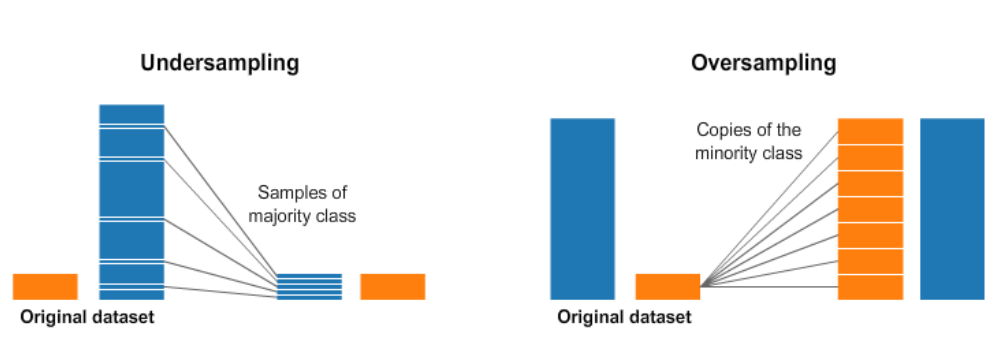 Undersampling
Samples of
majority class
Original dataset
Oversampling
Copies of the
minority class
Original dataset